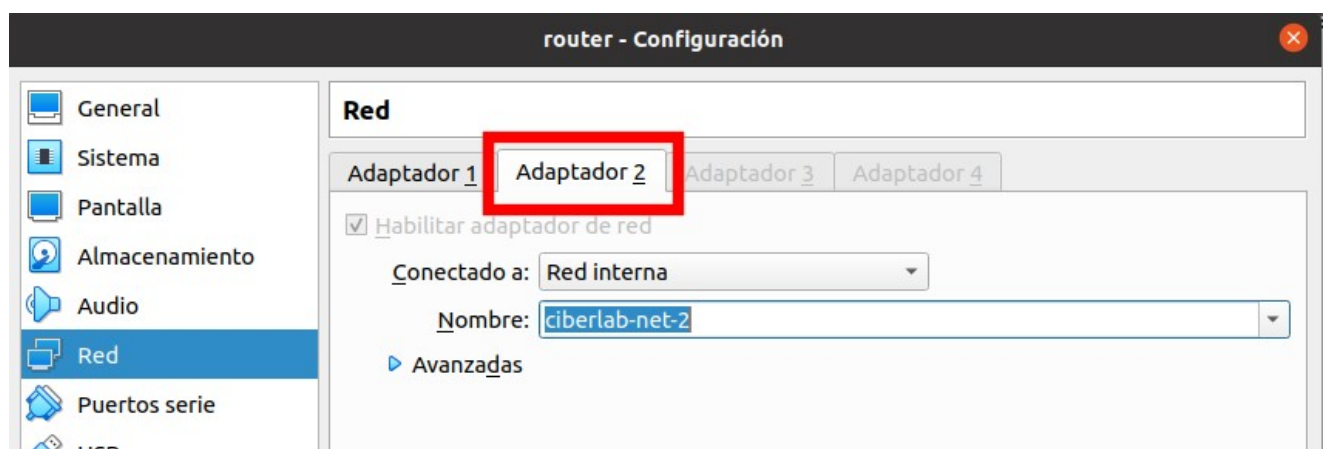 router - Configuración
General
Sistema
Pantalla
Almacenamiento
Audio
Red
Puertos serie
Red
Adaptador 1 Adaptador 2 Adaptador 3 Adaptador 4
Habilitar adaptador de red
Conectado a: Red interna
Nombre: ciberlab-net-2
Avanzadas